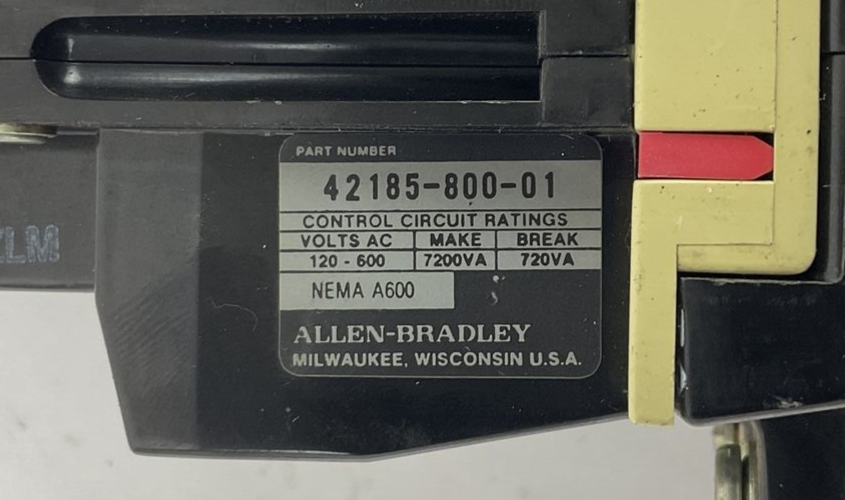 PART NUMBER
42185-800-01
CONTROL CIRCUIT RATINGS
VOLTS AC MAKE BREAK
120 - 600 7200VA 720VA
NEMA A600
ALLEN-BRADLEY
MILWAUKEE, WISCONSIN U.S.A.
LM